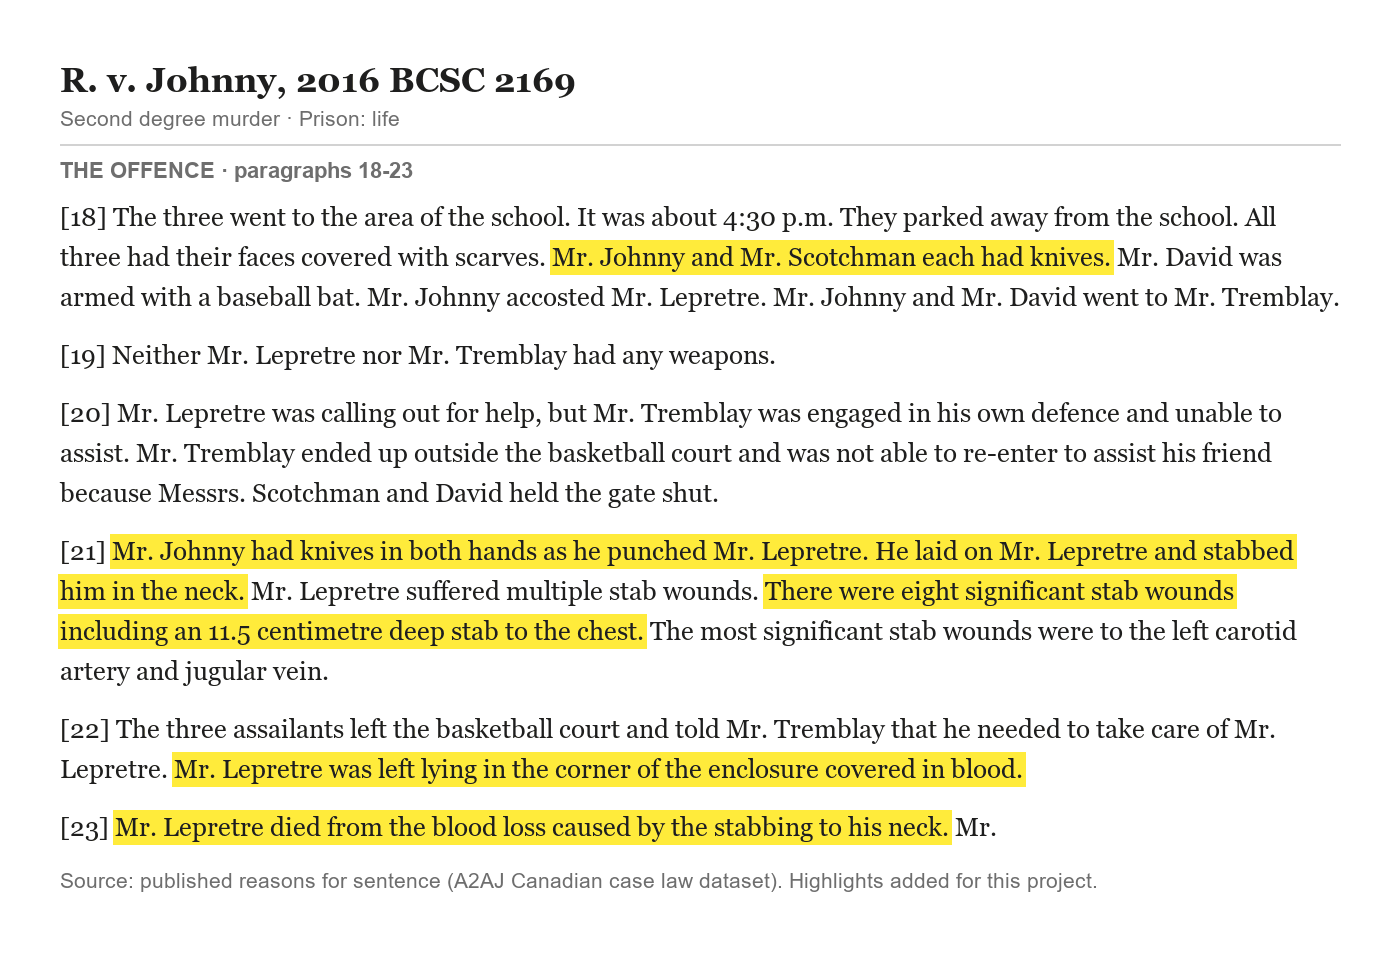 R. v. Johnny, 2016 BCSC 2169
Second degree murder · Prison: life
THE OFFENCE · paragraphs 18-23
[18] The three went to the area of the school. It was about 4:30 p.m. They parked away from the school. All
three had their faces covered with scarves. Mr. Johnny and Mr. Scotchman each had knives. Mr. David was
armed with a baseball bat. Mr. Johnny accosted Mr. Lepretre. Mr. Johnny and Mr. David went to Mr. Tremblay.
[19] Neither Mr. Lepretre nor Mr. Tremblay had any weapons.
[20] Mr. Lepretre was calling out for help, but Mr. Tremblay was engaged in his own defence and unable to
assist. Mr. Tremblay ended up outside the basketball court and was not able to re-enter to assist his friend
because Messrs. Scotchman and David held the gate shut.
[21] Mr. Johnny had knives in both hands as he punched Mr. Lepretre. He laid on Mr. Lepretre and stabbed
him in the neck. Mr. Lepretre suffered multiple stab wounds. There were eight significant stab wounds
including an 11.5 centimetre deep stab to the chest. The most significant stab wounds were to the left carotid
artery and jugular vein.
[22] The three assailants left the basketball court and told Mr. Tremblay that he needed to take care of Mr.
Lepretre. Mr. Lepretre was left lying in the corner of the enclosure covered in blood.
[23] Mr. Lepretre died from the blood loss caused by the stabbing to his neck. Mr.
Source: published reasons for sentence (A2AJ Canadian case law dataset). Highlights added for this project.